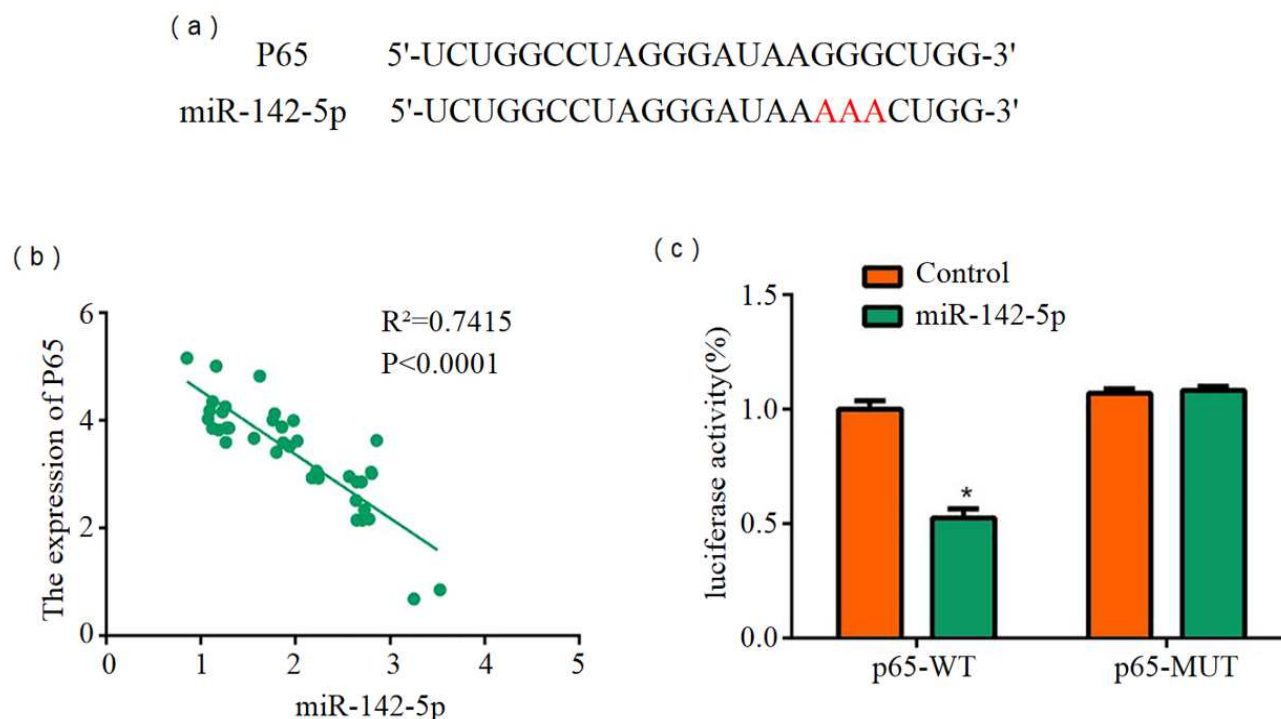 ( a )
P65 5'-UCUGGCCUAGGGAUAAGGGCUGG-3'
miR-142-5p 5'-UCUGGCCUAGGGAUAAAAACUGG-3'
( b )
The expression of P65
6
4
2
0
R²=0.7415
P<0.0001
0 1 2 3 4 5
miR-142-5p
( c )
Control
miR-142-5p
luciferase activity(%)
1.5
1.0
0.5
0.0
*
p65-WT p65-MUT